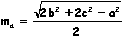 mₐ = √(2b² + 2c² − a²) / 2